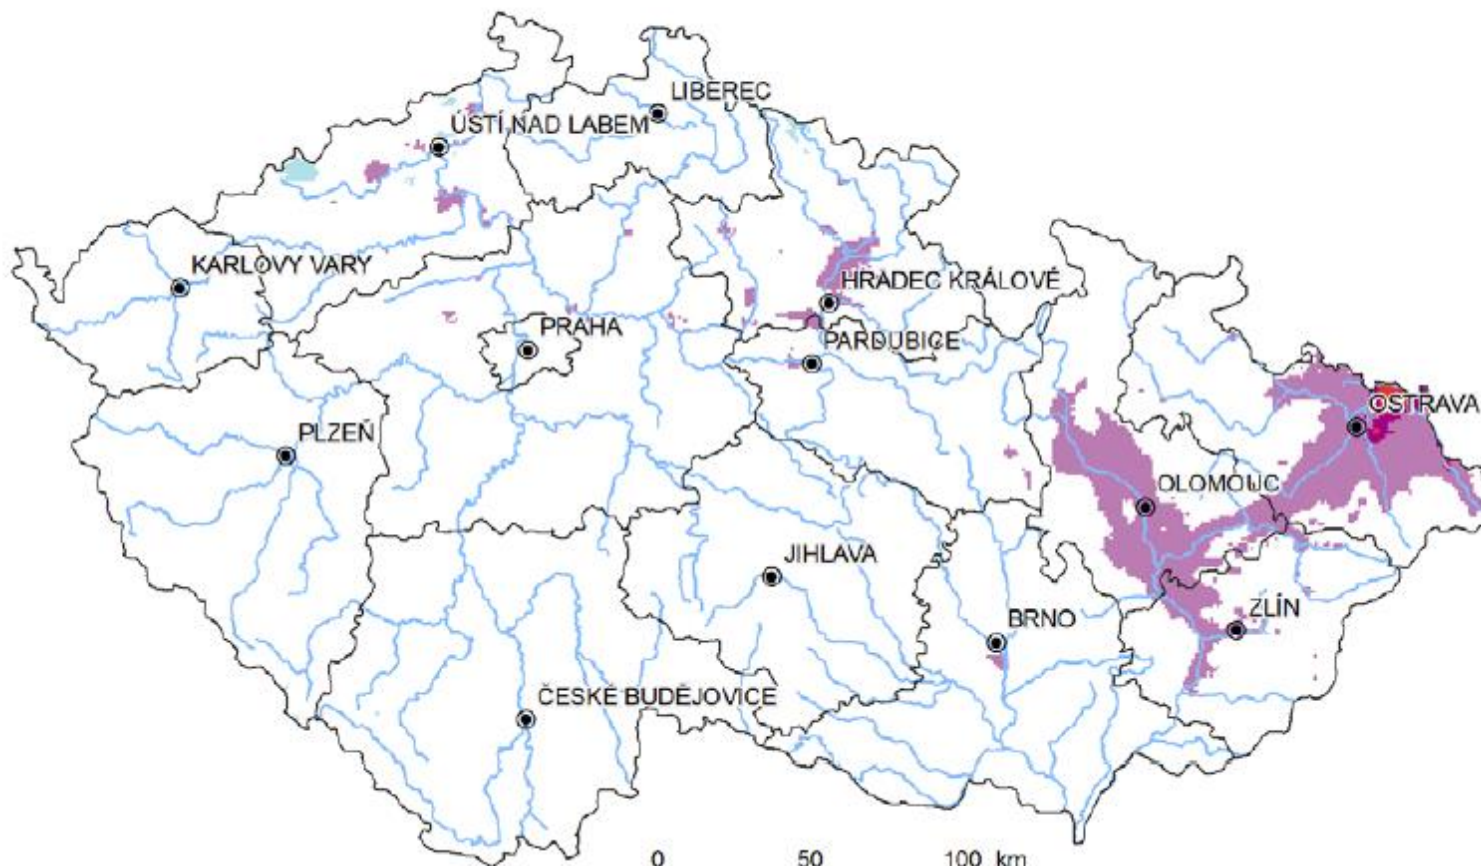 LIBEREC
ÚSTÍ NAD LABEM
KARLOVY VARY
HRADEC KRÁLOVÉ
PRAHA
PARDUBICE
OSTRAVA
PLZEŇ
OLOMOUC
JIHLAVA
ZLÍN
BRNO
ČESKÉ BUDĚJOVICE
0 50 100 km